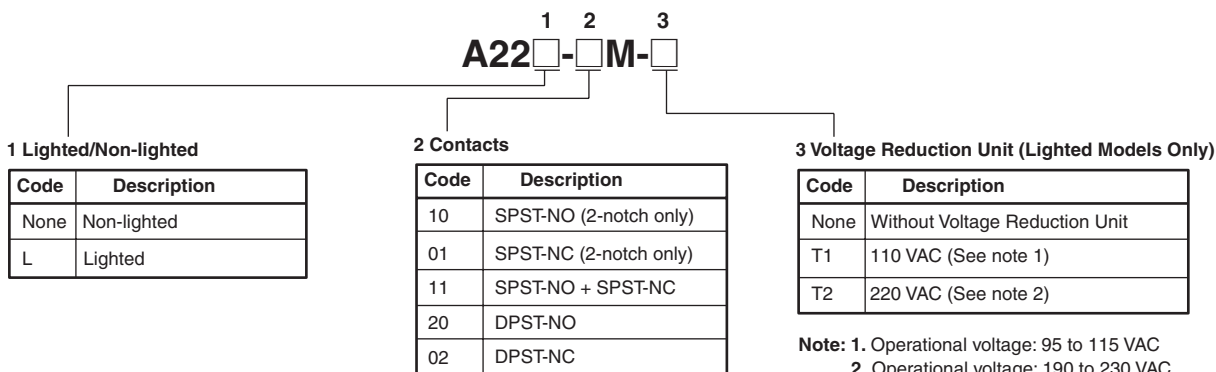 1 2 3
A22□-□M-□
1 Lighted/Non-lighted
Code Description
None Non-lighted
L Lighted
2 Contacts
Code Description
10 SPST-NO (2-notch only)
01 SPST-NC (2-notch only)
11 SPST-NO + SPST-NC
20 DPST-NO
02 DPST-NC
3 Voltage Reduction Unit (Lighted Models Only)
Code Description
None Without Voltage Reduction Unit
T1 110 VAC (See note 1)
T2 220 VAC (See note 2)
Note: 1. Operational voltage: 95 to 115 VAC
2. Operational voltage: 190 to 230 VAC